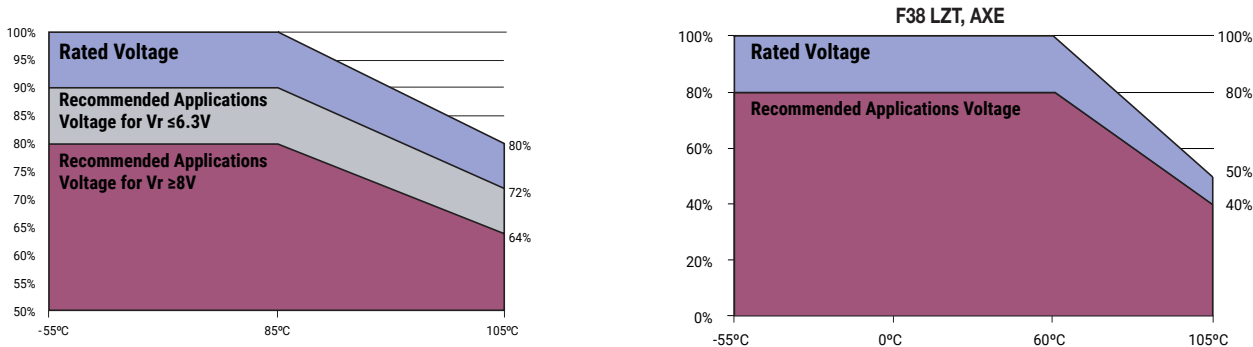 100%
95%
90%
85%
80%
75%
70%
65%
60%
55%
50%
Rated Voltage
Recommended Applications
Voltage for Vr ≤6.3V
Recommended Applications
Voltage for Vr ≥8V
80%
72%
64%
-55ºC
85ºC
105ºC
F38 LZT, AXE
100%
80%
60%
40%
20%
0%
Rated Voltage
Recommended Applications Voltage
100%
80%
50%
40%
-55ºC
0ºC
60ºC
105ºC